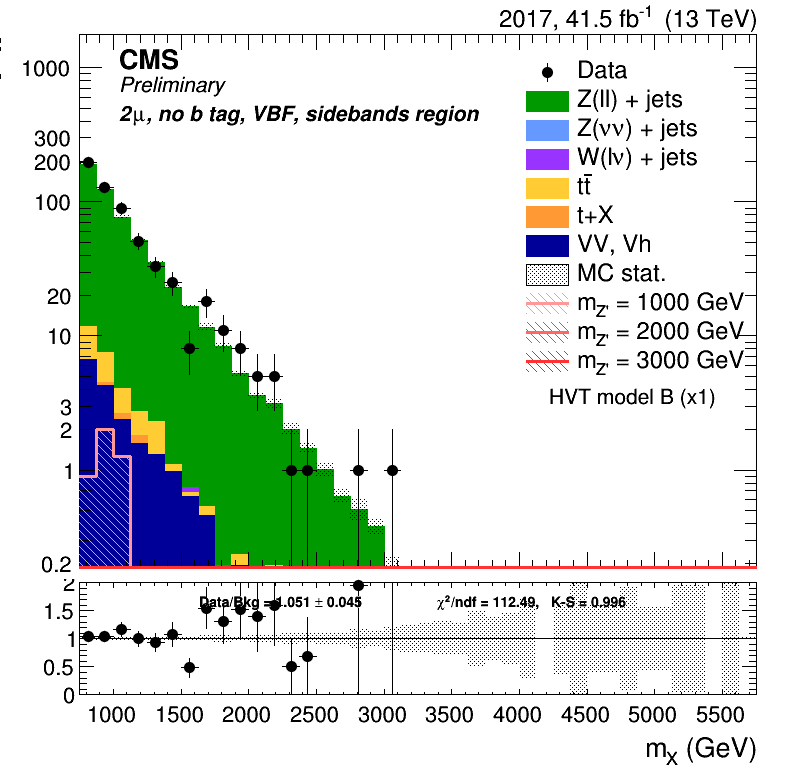 2017, 41.5 fb⁻¹ (13 TeV)
CMS
Preliminary
2μ, no b tag, VBF, sidebands region
Data
Z(ll) + jets
Z(νν) + jets
W(lν) + jets
tt̄
t+X
VV, Vh
MC stat.
m_Z' = 1000 GeV
m_Z' = 2000 GeV
m_Z' = 3000 GeV
HVT model B (x1)
1000
300
200
100
20
10
3
2
1
0.2
Data/Bkg = 1.051 ± 0.045 χ²/ndf = 112.49, K-S = 0.996
2
1.5
1
0.5
0
1000 1500 2000 2500 3000 3500 4000 4500 5000 5500
m_X (GeV)